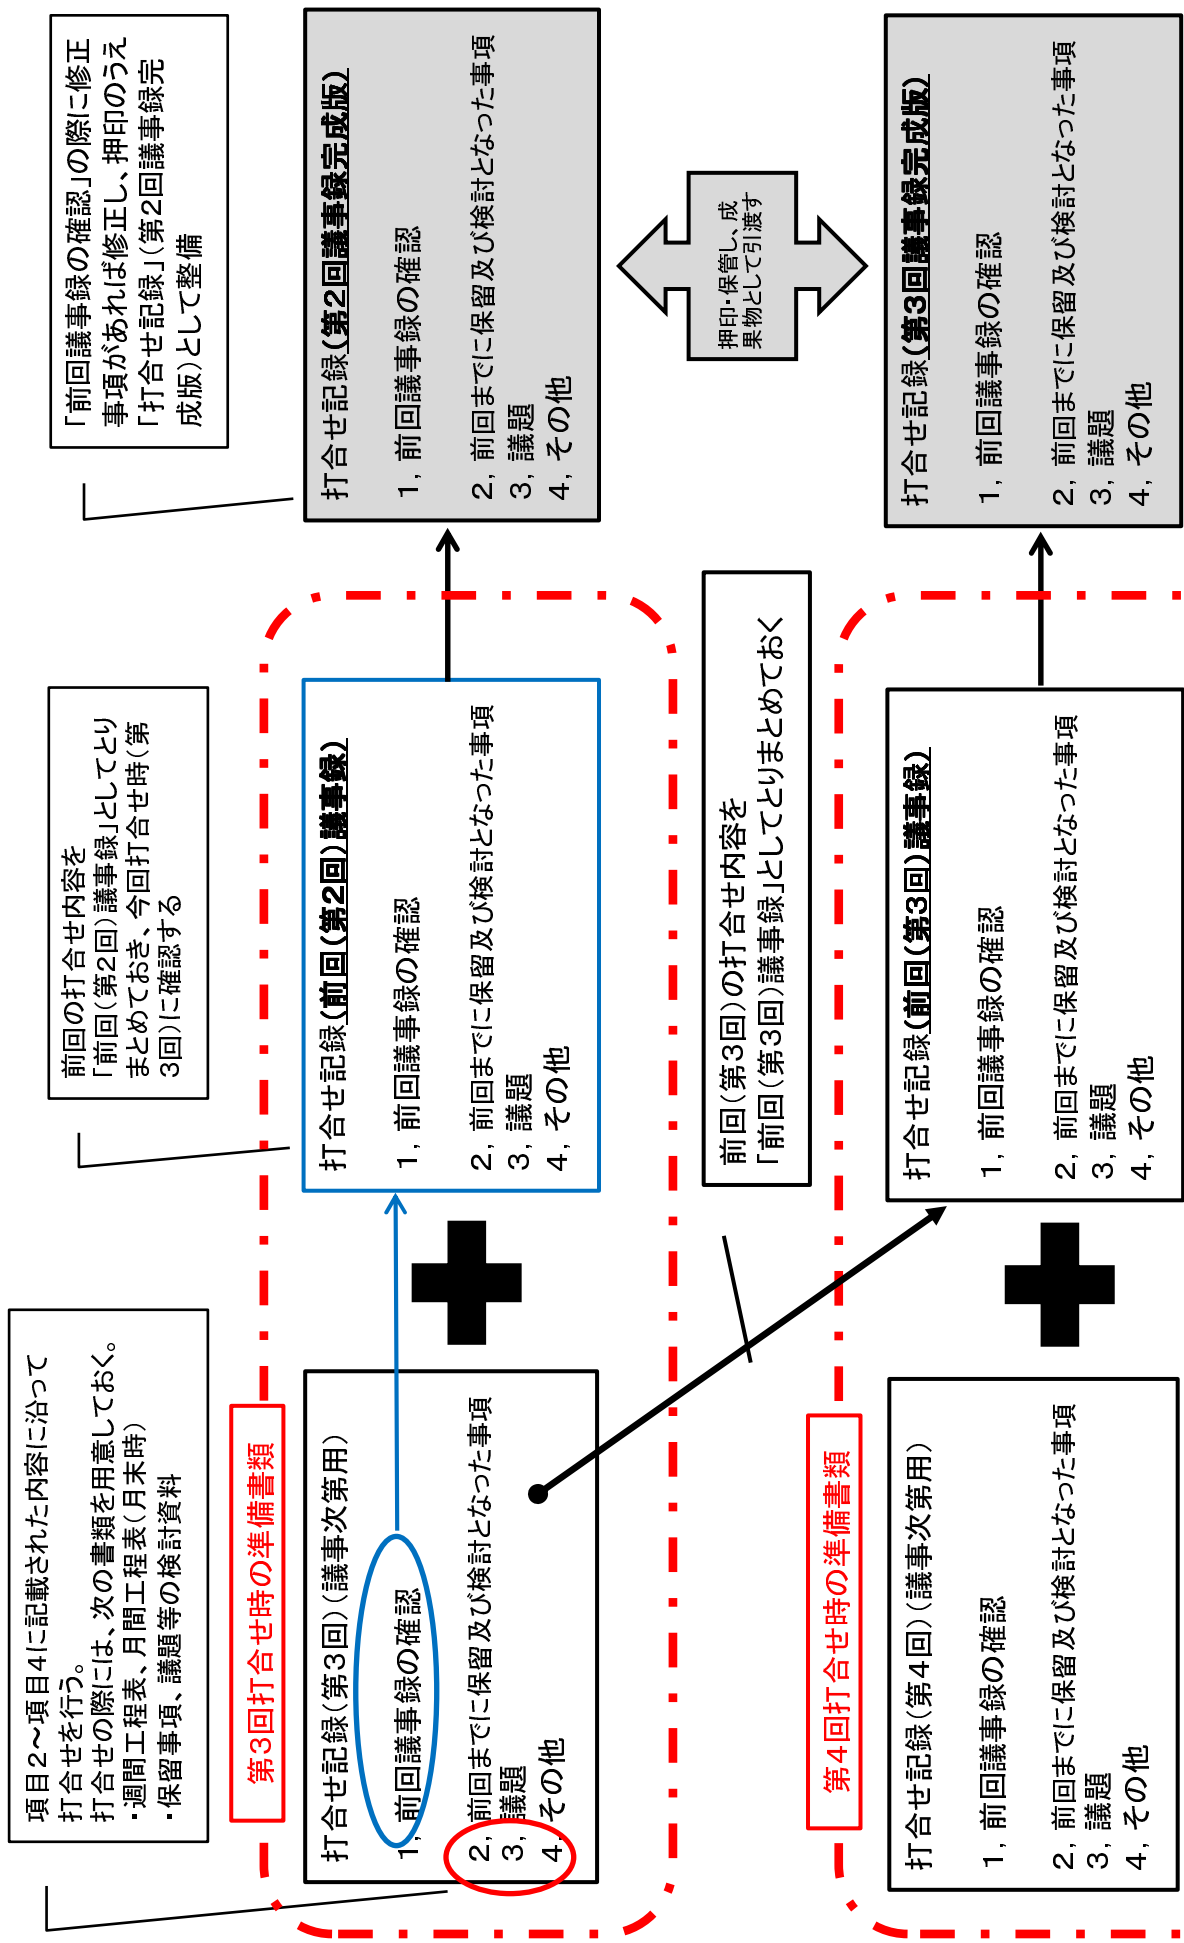 項目２～項目４に記載された内容に沿って
打合せを行う。
打合せの際には、次の書類を用意しておく。
・週間工程表、月間工程表（月末時）
・保留事項、議題等の検討資料
前回の打合せ内容を
「前回（第２回）議事録」としてとり
まとめておき、今回打合せ時（第
３回）に確認する
「前回議事録の確認」の際に修正
事項があれば修正し、押印のうえ
「打合せ記録」（第２回議事録完
成版）として整備
第３回打合せ時の準備書類
打合せ記録（第３回）（議事次第用）
１，前回議事録の確認
２，前回までに保留及び検討となった事項
３，議題
４，その他
打合せ記録（前回（第２回）議事録）
１，前回議事録の確認
２，前回までに保留及び検討となった事項
３，議題
４，その他
打合せ記録（第２回議事録完成版）
１，前回議事録の確認
２，前回までに保留及び検討となった事項
３，議題
４，その他
前回（第３回）の打合せ内容を
「前回（第３回）議事録」としてとりまとめておく
押印・保管し、成
果物として引渡す
第４回打合せ時の準備書類
打合せ記録（第４回）（議事次第用）
１，前回議事録の確認
２，前回までに保留及び検討となった事項
３，議題
４，その他
打合せ記録（前回（第３回）議事録）
１，前回議事録の確認
２，前回までに保留及び検討となった事項
３，議題
４，その他
打合せ記録（第３回議事録完成版）
１，前回議事録の確認
２，前回までに保留及び検討となった事項
３，議題
４，その他